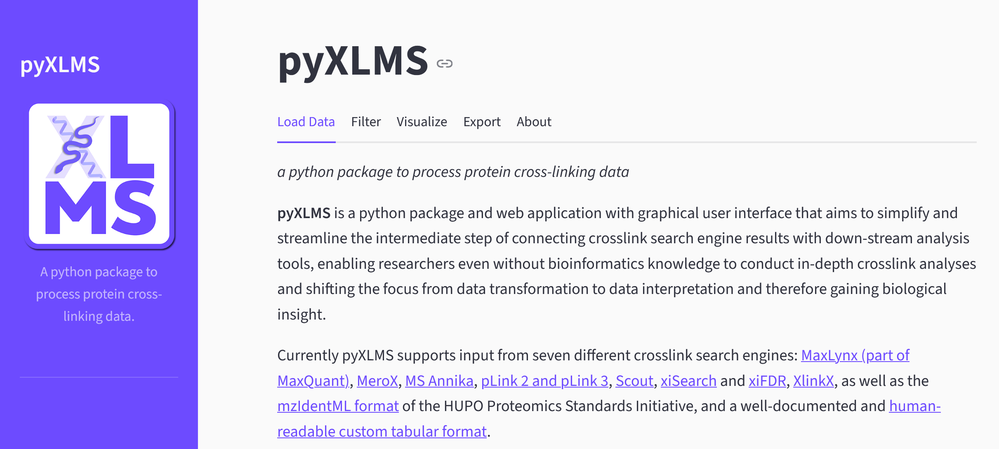 pyXLMS
XL
MS
A python package to
process protein cross-
linking data.
pyXLMS
Load Data Filter Visualize Export About
a python package to process protein cross-linking data
pyXLMS is a python package and web application with graphical user interface that aims to simplify and
streamline the intermediate step of connecting crosslink search engine results with down-stream analysis
tools, enabling researchers even without bioinformatics knowledge to conduct in-depth crosslink analyses
and shifting the focus from data transformation to data interpretation and therefore gaining biological
insight.
Currently pyXLMS supports input from seven different crosslink search engines: MaxLynx (part of
MaxQuant), MeroX, MS Annika, pLink 2 and pLink 3, Scout, xiSearch and xiFDR, XlinkX, as well as the
mzIdentML format of the HUPO Proteomics Standards Initiative, and a well-documented and human-
readable custom tabular format.